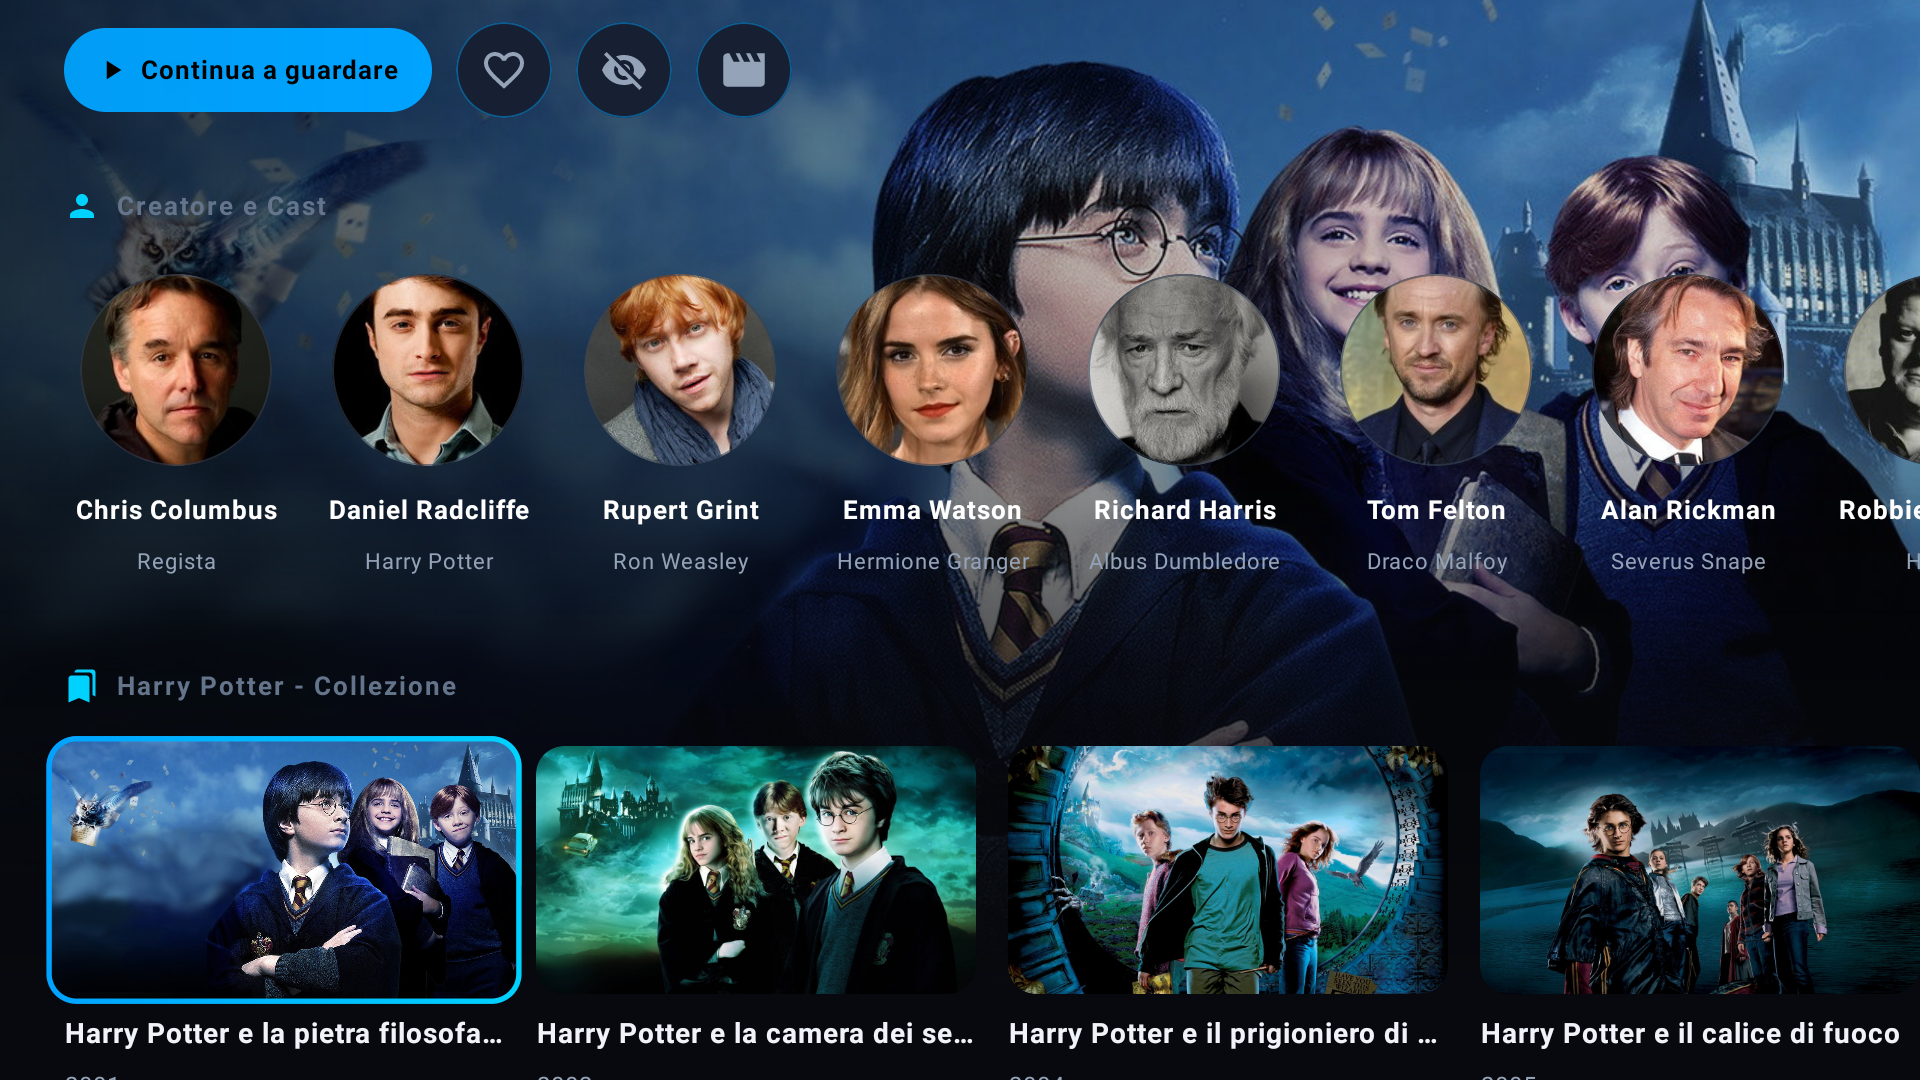 Continua a guardare
Creatore e Cast
Chris Columbus
Regista
Daniel Radcliffe
Harry Potter
Rupert Grint
Ron Weasley
Emma Watson
Hermione Granger
Richard Harris
Albus Dumbledore
Tom Felton
Draco Malfoy
Alan Rickman
Severus Snape
Harry Potter - Collezione
Harry Potter e la pietra filosofa...
Harry Potter e la camera dei se...
Harry Potter e il prigioniero di ...
Harry Potter e il calice di fuoco